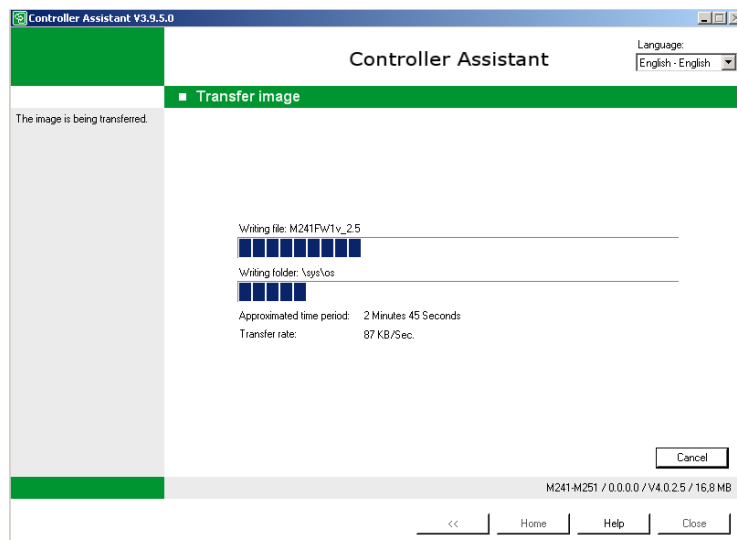 Controller Assistant V3.9.5.0
Controller Assistant
Language:
English - English
Transfer image
The image is being transferred.
Writing file: M241FW1v_2.5
Writing folder: \sys\os
Approximated time period: 2 Minutes 45 Seconds
Transfer rate: 87 KB/Sec.
Cancel
M241-M251 / 0.0.0.0 / V4.0.2.5 / 16,8 MB
<< Home Help Close